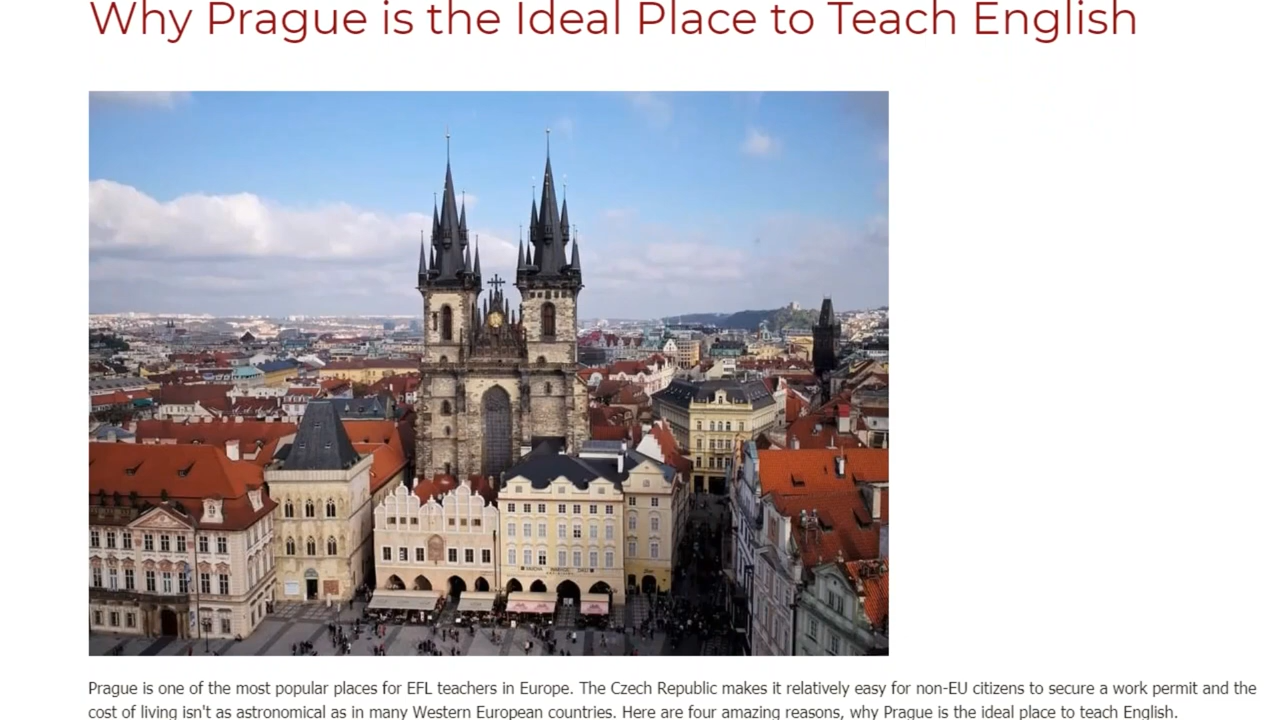 Why Prague is the Ideal Place to Teach English
Prague is one of the most popular places for EFL teachers in Europe. The Czech Republic makes it relatively easy for non-EU citizens to secure a work permit and the
cost of living isn't as astronomical as in many Western European countries. Here are four amazing reasons, why Prague is the ideal place to teach English.